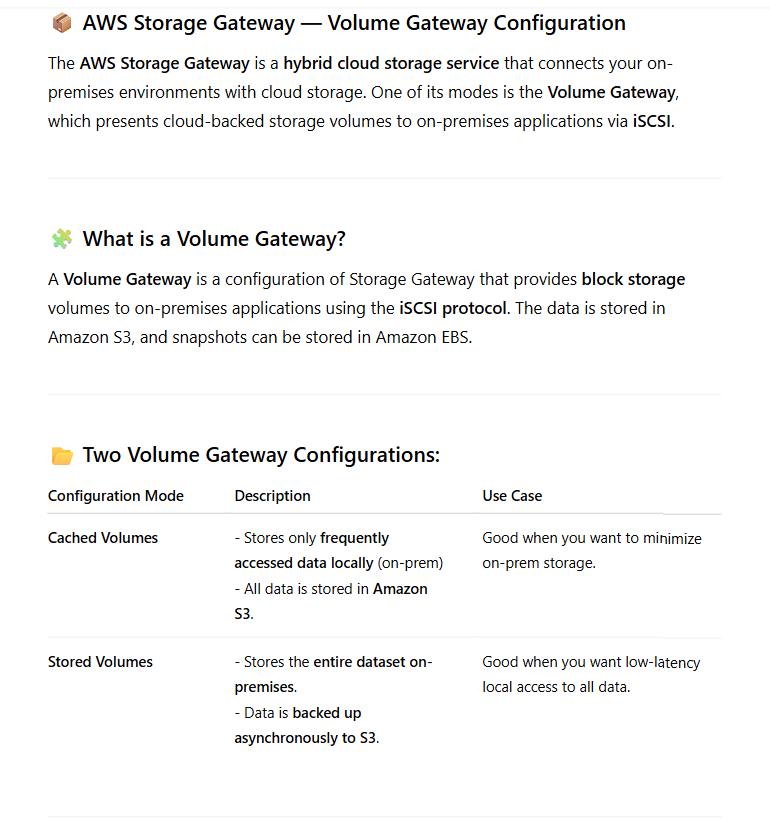 📦 AWS Storage Gateway — Volume Gateway Configuration
The AWS Storage Gateway is a hybrid cloud storage service that connects your on-
premises environments with cloud storage. One of its modes is the Volume Gateway,
which presents cloud-backed storage volumes to on-premises applications via iSCSI.
🧩 What is a Volume Gateway?
A Volume Gateway is a configuration of Storage Gateway that provides block storage
volumes to on-premises applications using the iSCSI protocol. The data is stored in
Amazon S3, and snapshots can be stored in Amazon EBS.
📂 Two Volume Gateway Configurations:
Configuration Mode Description Use Case
Cached Volumes
- Stores only frequently
accessed data locally (on-prem)
- All data is stored in Amazon
S3.
Good when you want to minimize
on-prem storage.
Stored Volumes
- Stores the entire dataset on-
premises.
- Data is backed up
asynchronously to S3.
Good when you want low-latency
local access to all data.